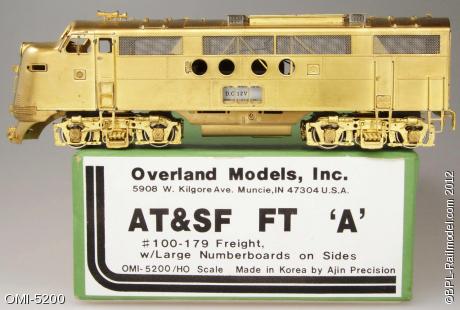 D.C 12V
Overland Models, Inc.
5908 W. Kilgore Ave. Muncie, IN 47304 U.S.A.
AT&SF FT 'A'
#100-179 Freight,
w/Large Numberboards on Sides
OMI-5200/HO Scale Made in Korea by Ajin Precision
OMI-5200
©BPL-Railmodel.com 2012